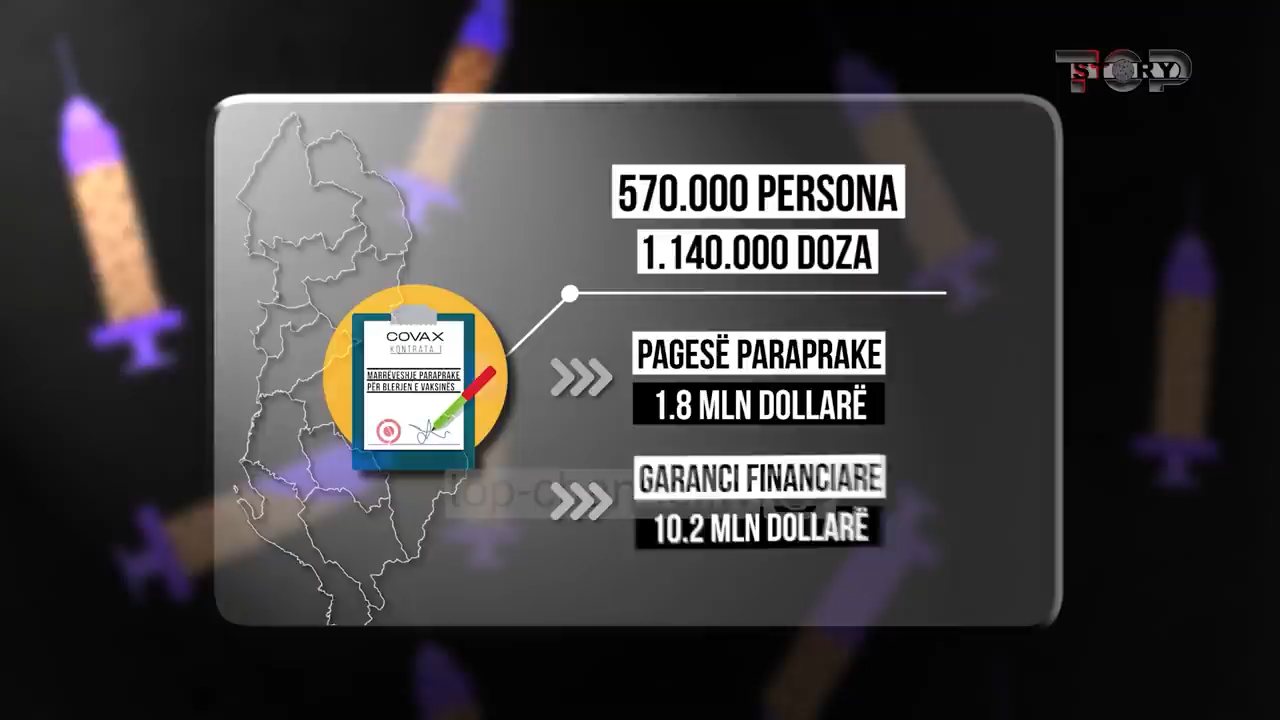 TOP
STORY
570.000 PERSONA
1.140.000 DOZA
COVAX
KONTRATA I
MARRËVESHJE PARAPRAKE
PËR BLERJEN E VAKSINËS
PAGESË PARAPRAKE
1.8 MLN DOLLARË
GARANCI FINANCIARE
10.2 MLN DOLLARË